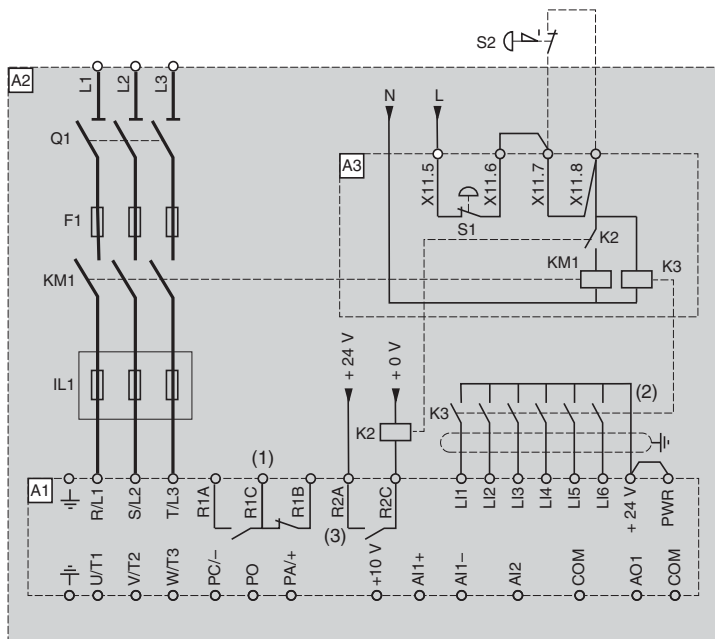 S2
A2
L1 L2 L3
N L
Q1
A3
X11.5 X11.6 X11.7 X11.8
S1
F1
K2
KM1
KM1 K3
+ 24 V + 0 V
IL1
(2)
K3
K2
(1)
A1
R/L1 S/L2 T/L3 R1A R1C R1B R2A R2C LI1 LI2 LI3 LI4 LI5 LI6 + 24 V PWR
(3)
U/T1 V/T2 W/T3 PC/– PO PA/+ +10 V AI1+ AI1– AI2 COM AO1 COM